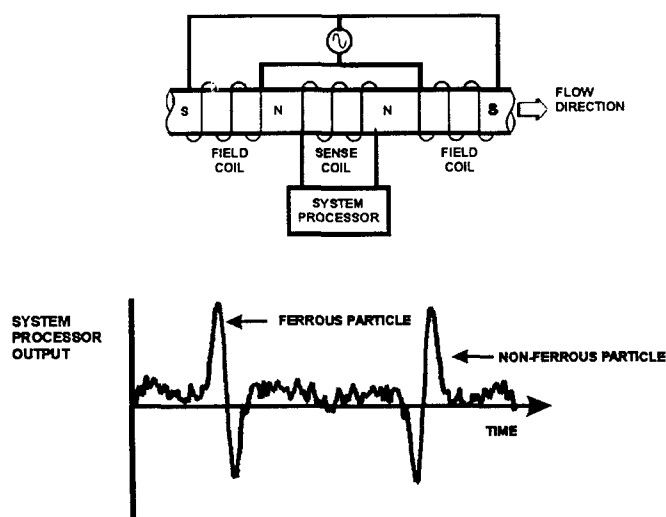 FLOW
DIRECTION
S N N S
FIELD
COIL
SENSE
COIL
FIELD
COIL
SYSTEM
PROCESSOR
SYSTEM
PROCESSOR
OUTPUT
FERROUS PARTICLE
NON-FERROUS PARTICLE
TIME